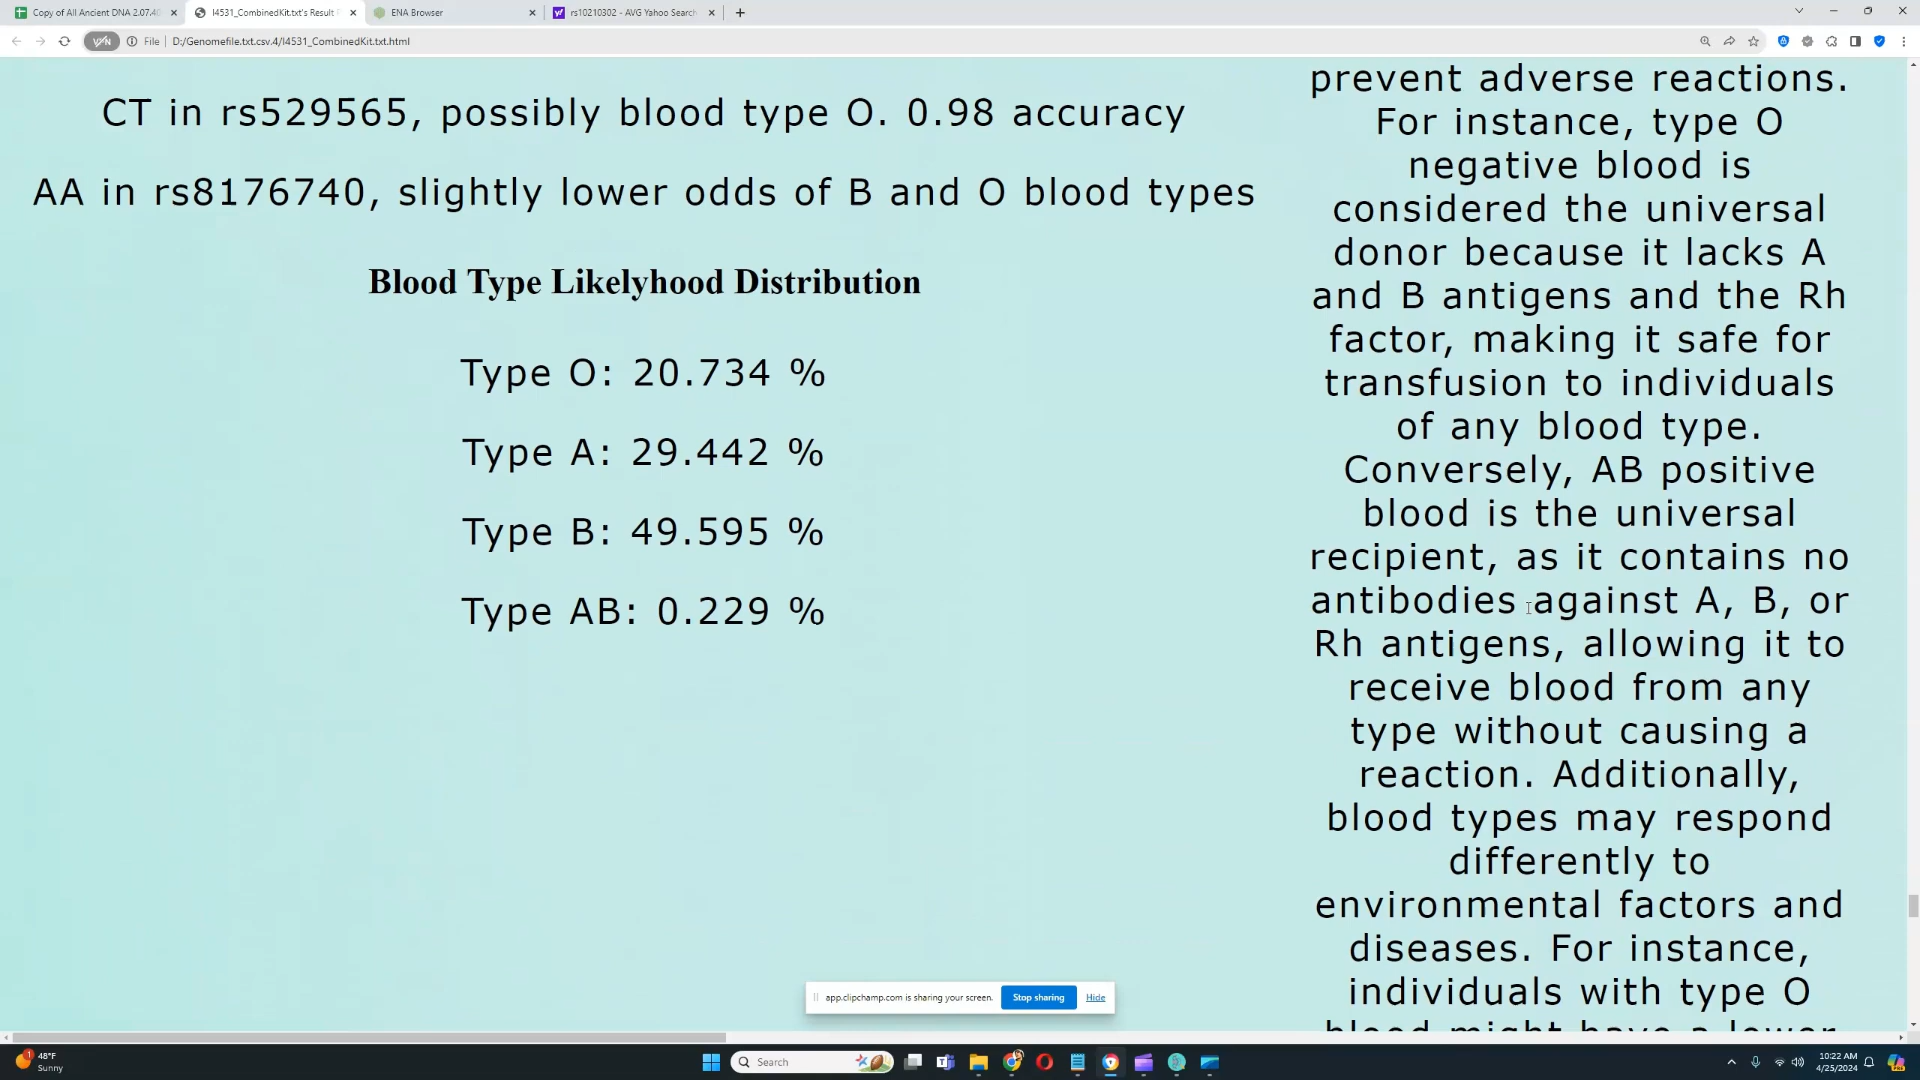 Copy of All Ancient DNA 2.07.4
I4531_CombinedKit.txt's Result
ENA Browser
rs10210302 - AVG Yahoo Search
File
D:/Genomefile.txt.csv.4/I4531_CombinedKit.txt.html
CT in rs529565, possibly blood type O. 0.98 accuracy
AA in rs8176740, slightly lower odds of B and O blood types
Blood Type Likelyhood Distribution
Type O: 20.734 %
Type A: 29.442 %
Type B: 49.595 %
Type AB: 0.229 %
prevent adverse reactions.
For instance, type O
negative blood is
considered the universal
donor because it lacks A
and B antigens and the Rh
factor, making it safe for
transfusion to individuals
of any blood type.
Conversely, AB positive
blood is the universal
recipient, as it contains no
antibodies against A, B, or
Rh antigens, allowing it to
receive blood from any
type without causing a
reaction. Additionally,
blood types may respond
differently to
environmental factors and
diseases. For instance,
individuals with type O
blood might have a lower
app.clipchamp.com is sharing your screen.
Stop sharing
Hide
1
48°F
Sunny
Search
10:22 AM
4/25/2024